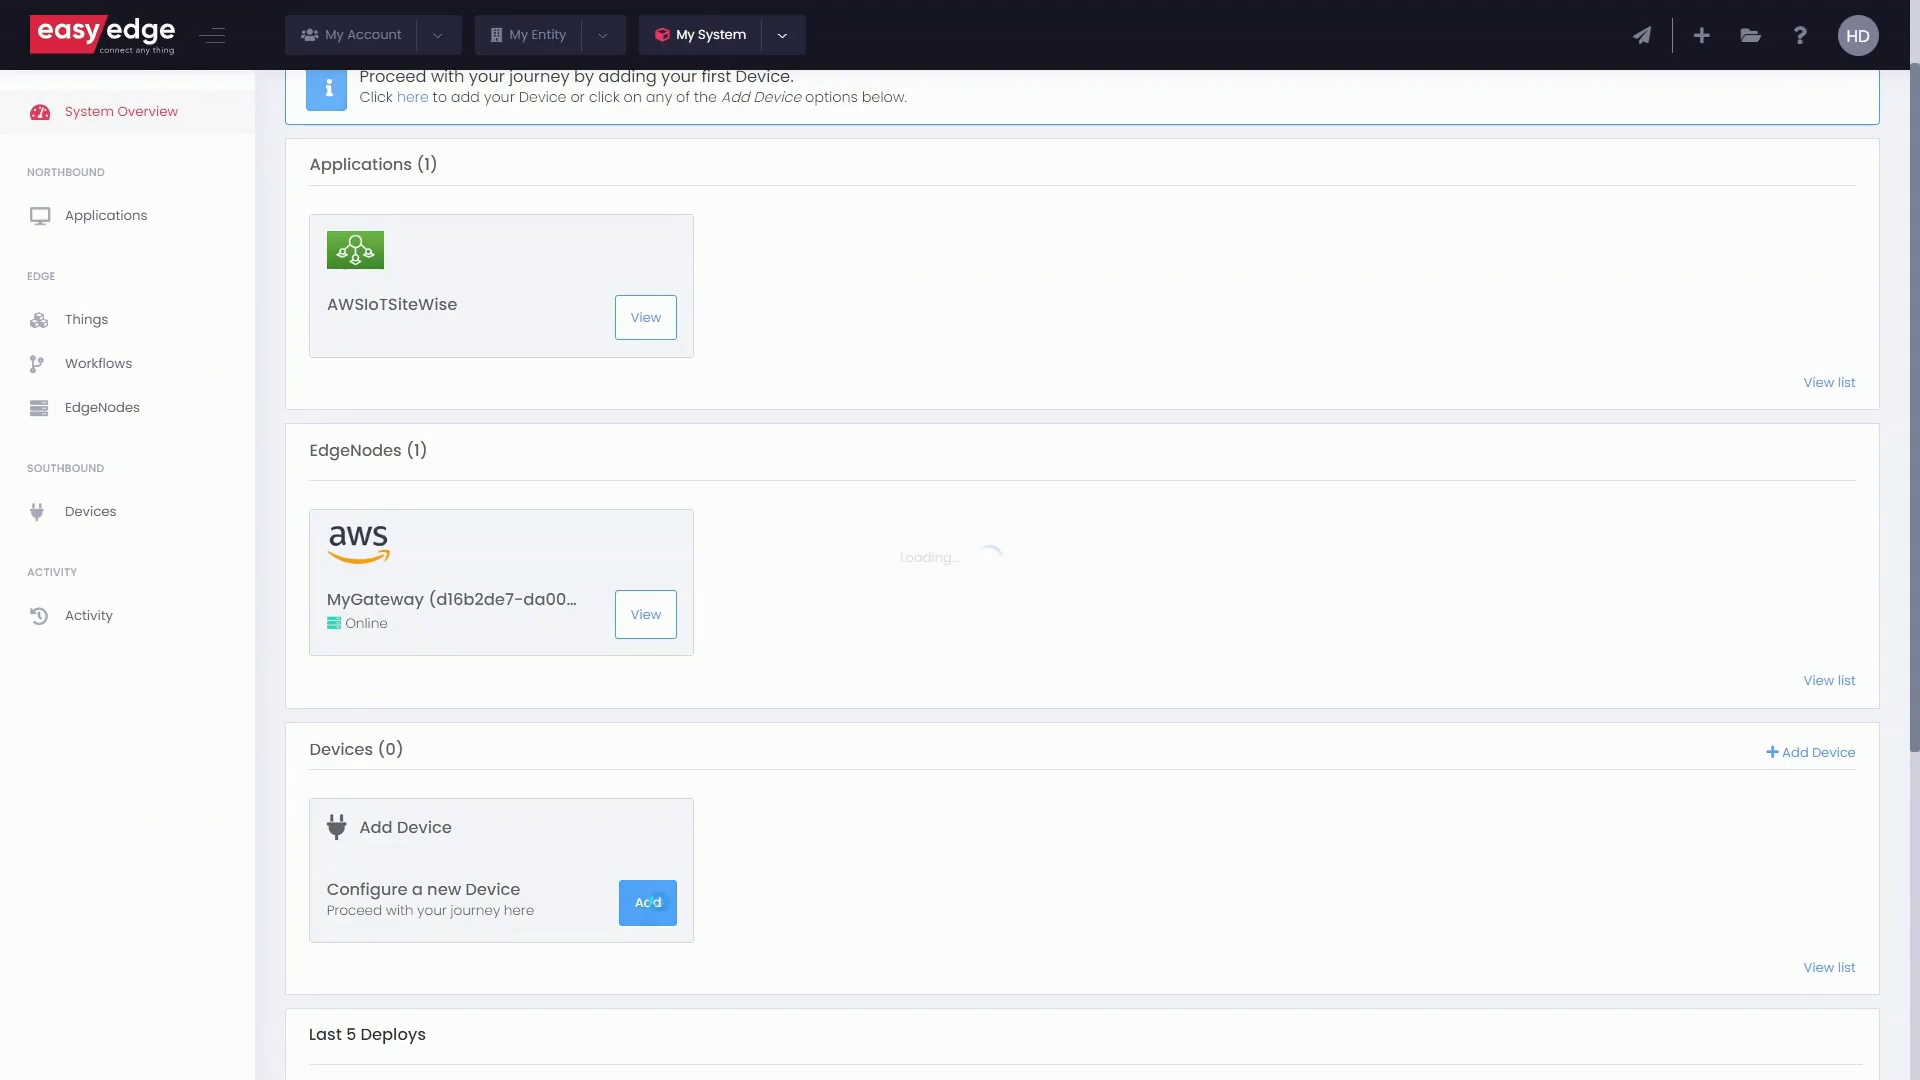 easyedge
connect any thing
My Account
My Entity
My System
HD
Proceed with your journey by adding your first Device.
Click here to add your Device or click on any of the Add Device options below.
System Overview
NORTHBOUND
Applications
EDGE
Things
Workflows
EdgeNodes
SOUTHBOUND
Devices
ACTIVITY
Activity
Applications (1)
AWSIoTSiteWise
View
View list
EdgeNodes (1)
aws
MyGateway (d16b2de7-da00...
Online
View
Loading...
View list
Devices (0)
Add Device
Add Device
Configure a new Device
Proceed with your journey here
Add
View list
Last 5 Deploys